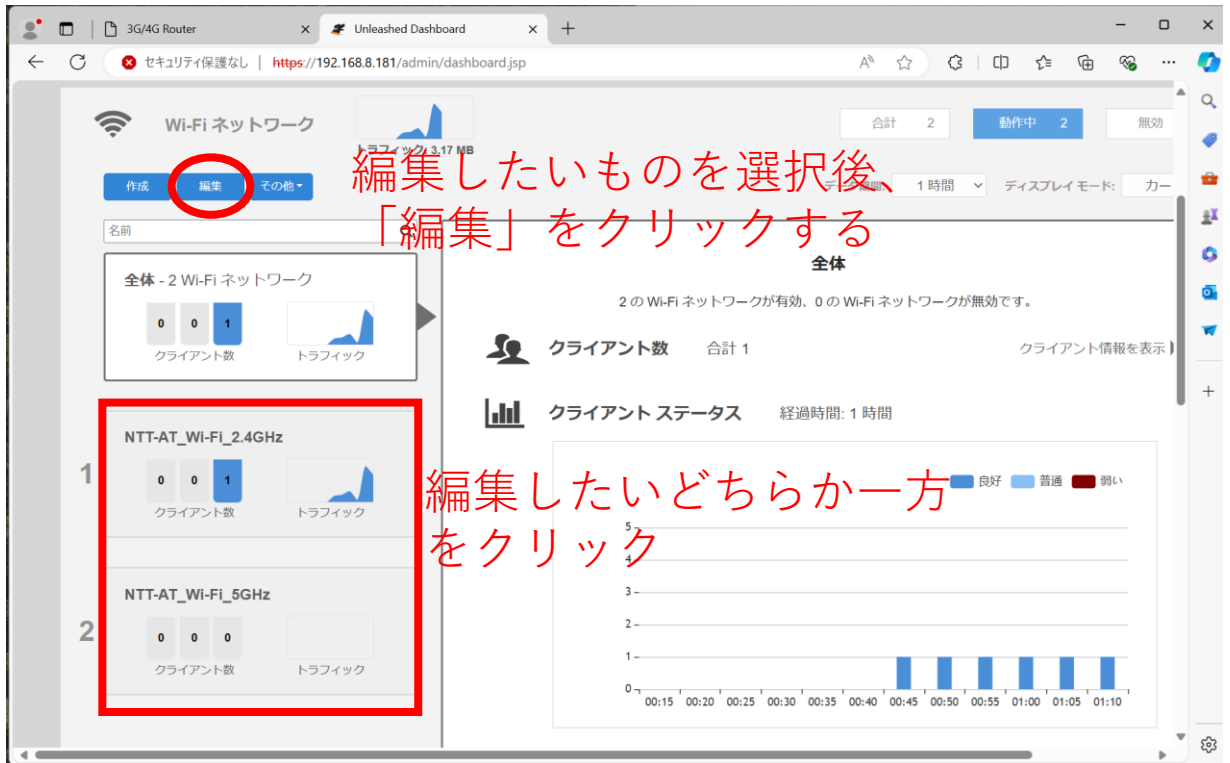 3G/4G Router
Unleashed Dashboard
セキュリティ保護なし
https://192.168.8.181/admin/dashboard.jsp
Wi-Fi ネットワーク
トラフィック: 3,17 MB
合計 2
動作中 2
無効
作成
編集
その他
編集したいものを選択後、
「編集」をクリックする
1 時間
ディスプレイ モード:
カー
名前
全体 - 2 Wi-Fi ネットワーク
0 0 1
クライアント数
トラフィック
1
NTT-AT_Wi-Fi_2.4GHz
0 0 1
クライアント数
トラフィック
2
NTT-AT_Wi-Fi_5GHz
0 0 0
クライアント数
トラフィック
編集したいどちらか一方
をクリック
全体
2 の Wi-Fi ネットワークが有効、0 の Wi-Fi ネットワークが無効です。
クライアント数 合計 1
クライアント情報を表示
クライアント ステータス 経過時間: 1 時間
良好 普通 弱い
5
4
3
2
1
0
00:15 00:20 00:25 00:30 00:35 00:40 00:45 00:50 00:55 01:00 01:05 01:10